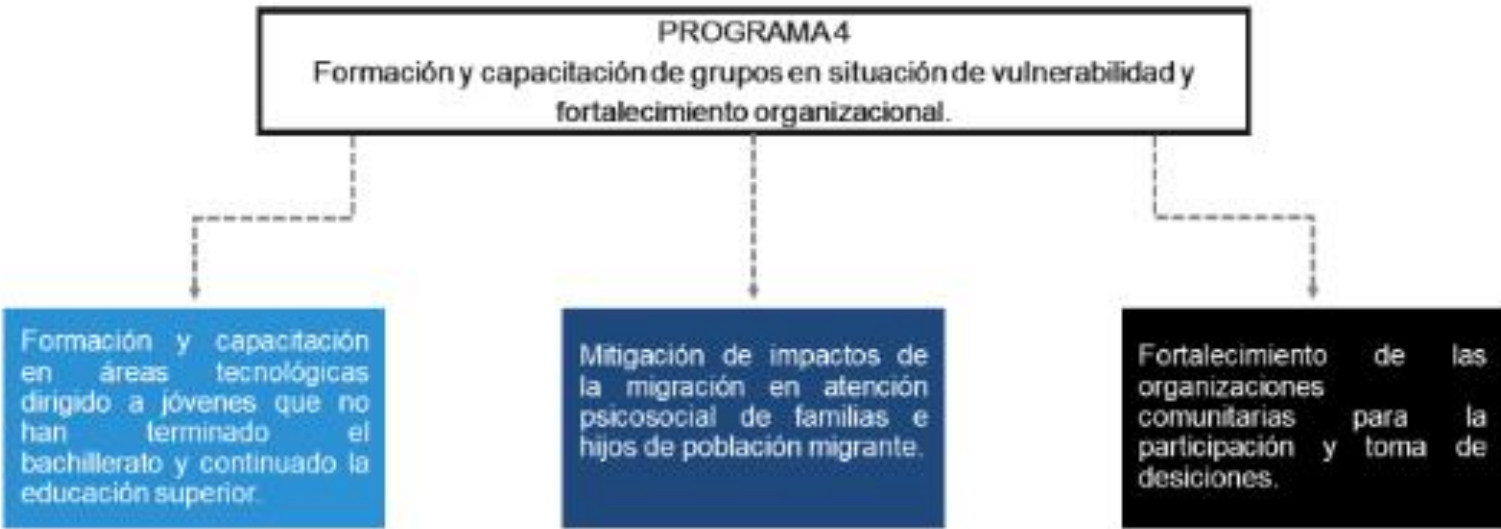 PROGRAMA 4
Formación y capacitación de grupos en situación de vulnerabilidad y
fortalecimiento organizacional.
Formación y capacitación
en áreas tecnológicas
dirigido a jóvenes que no
han terminado el
bachillerato y continuado la
educación superior.
Mitigación de impactos de
la migración en atención
psicosocial de familias e
hijos de población migrante.
Fortalecimiento de las
organizaciones
comunitarias para la
participación y toma de
desiciones.